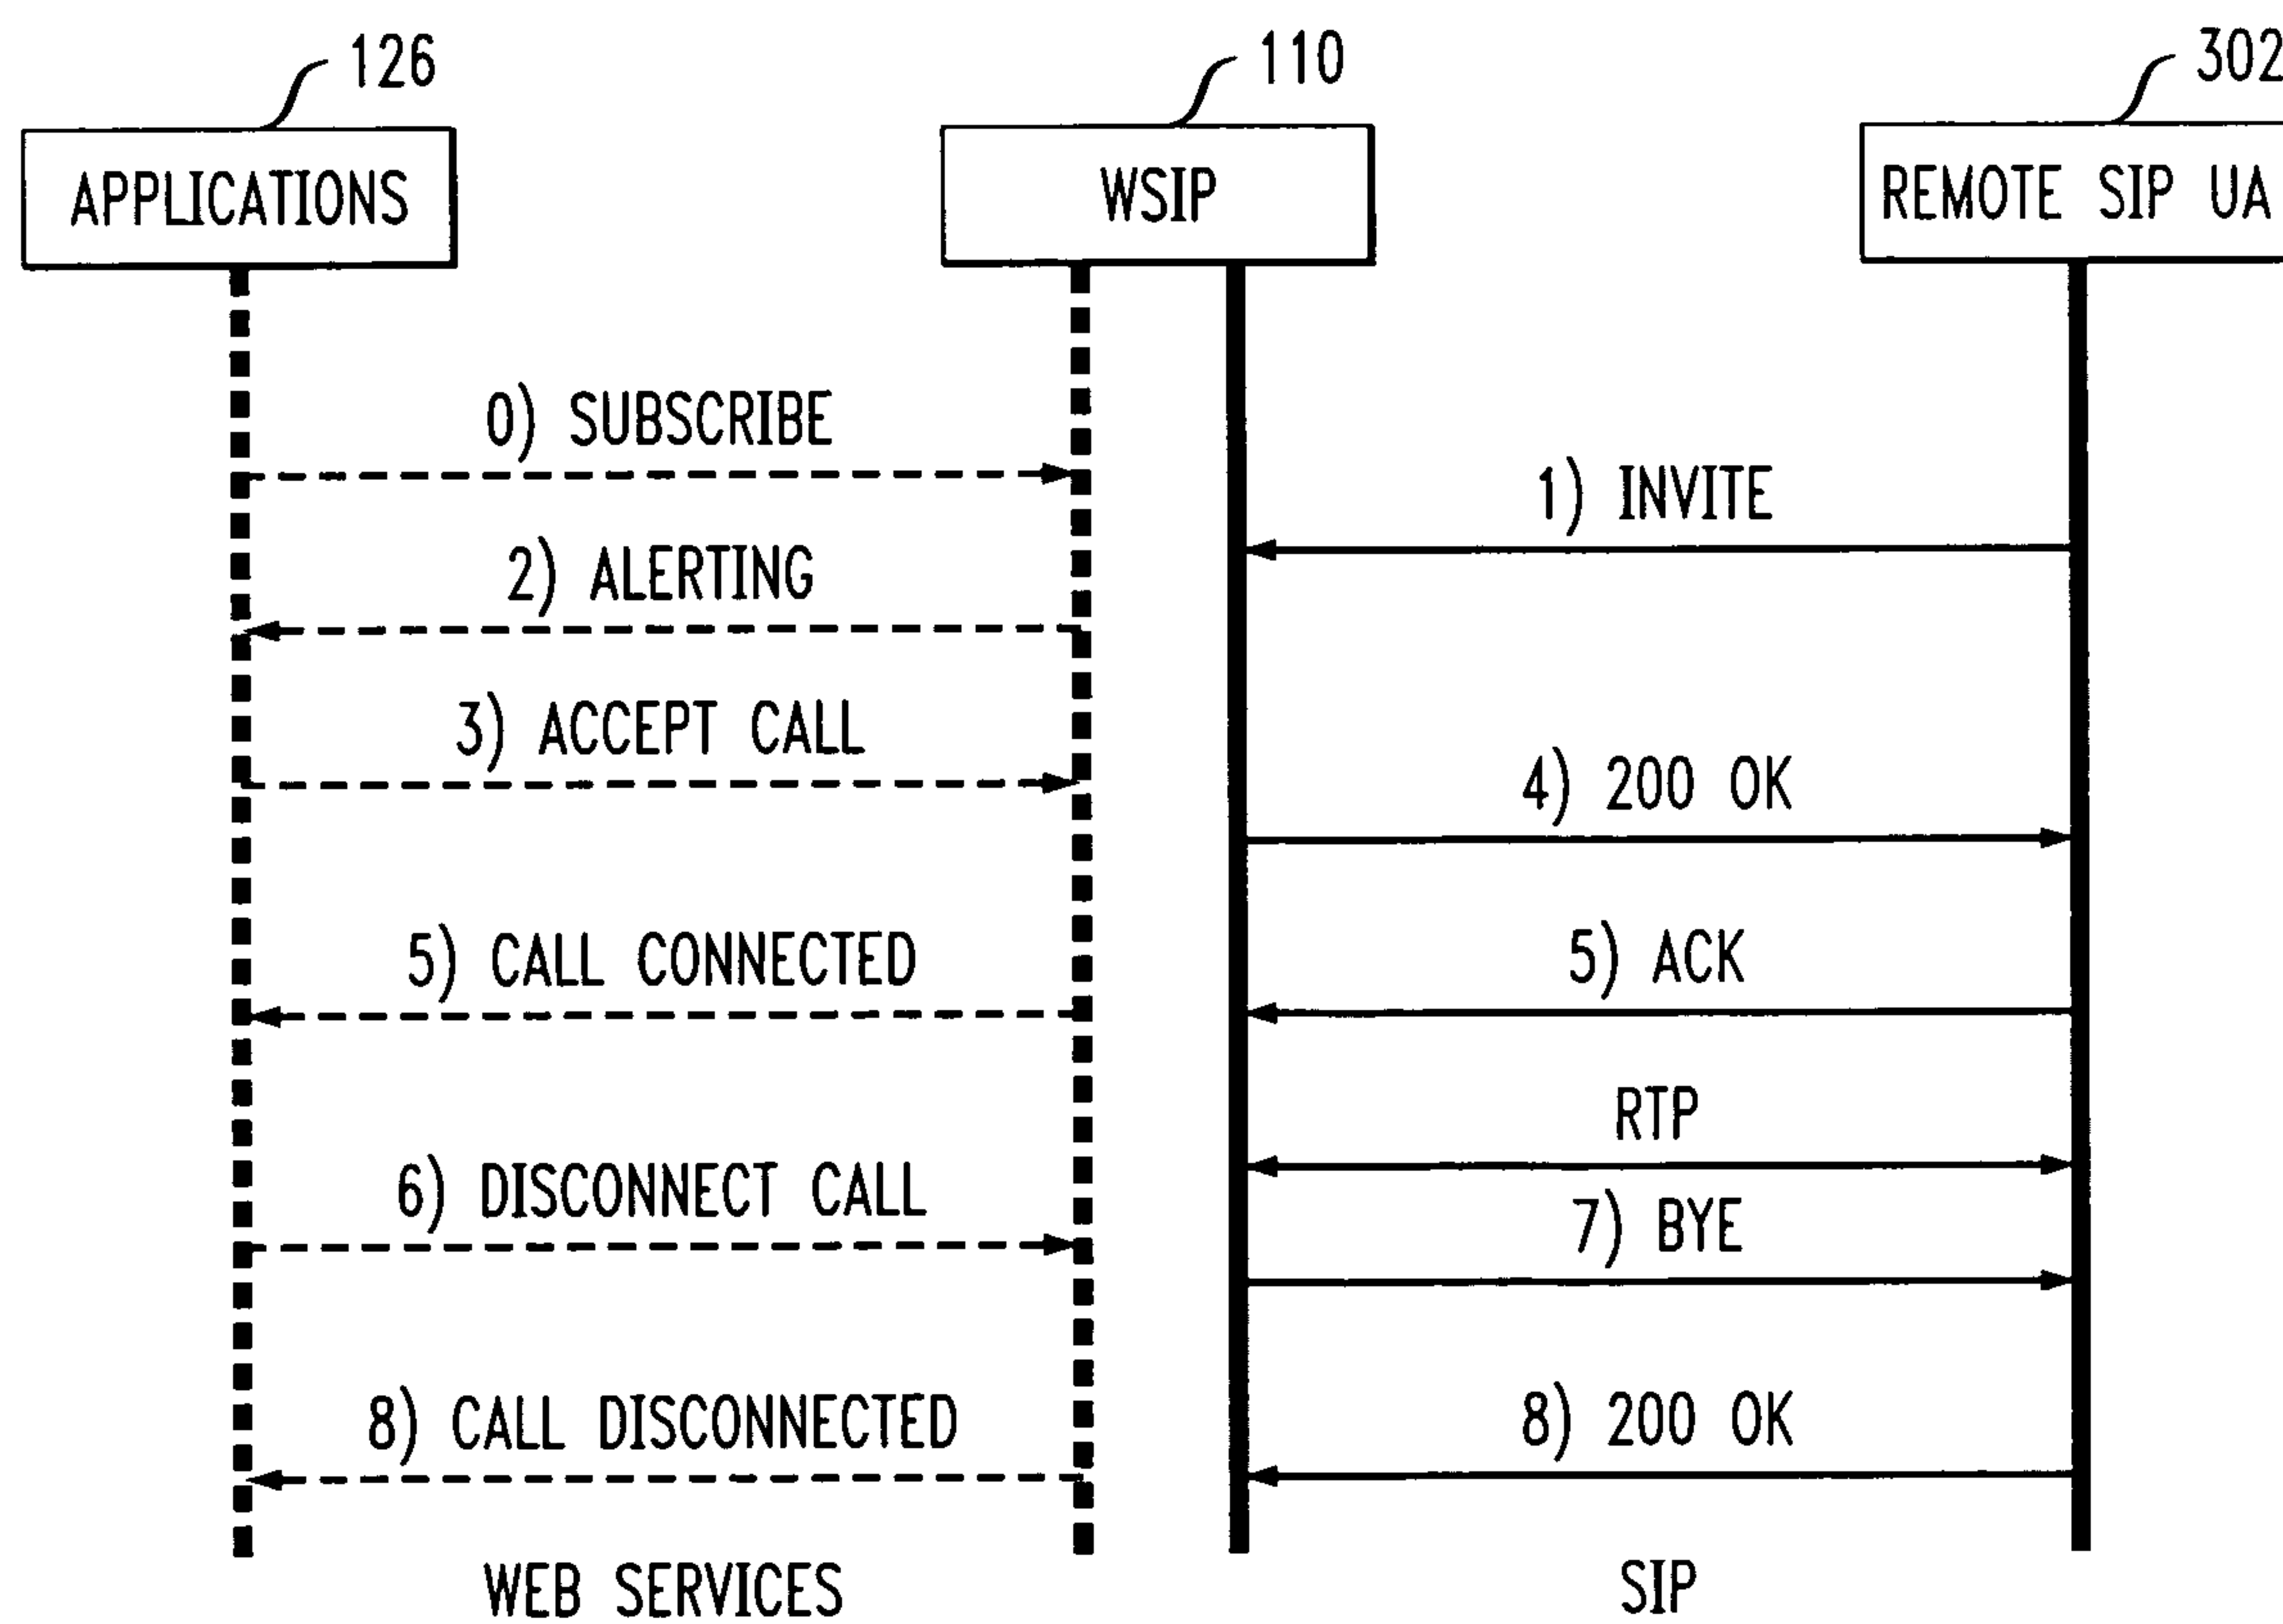 126
110
302
APPLICATIONS
WSIP
REMOTE SIP UA
0) SUBSCRIBE
1) INVITE
2) ALERTING
3) ACCEPT CALL
4) 200 OK
5) CALL CONNECTED
5) ACK
RTP
6) DISCONNECT CALL
7) BYE
8) CALL DISCONNECTED
8) 200 OK
WEB SERVICES
SIP